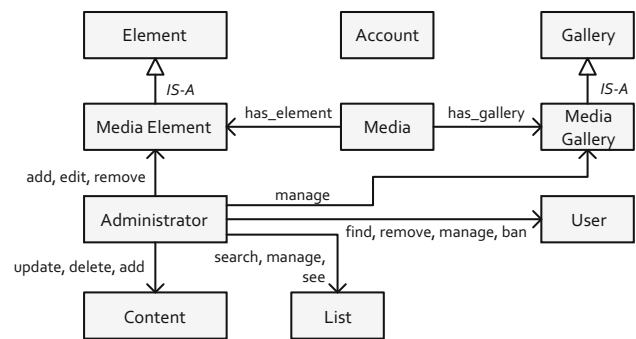 Element
Account
Gallery
IS-A
IS-A
Media Element
has_element
Media
has_gallery
Media
Gallery
add, edit, remove
manage
Administrator
User
find, remove, manage, ban
update, delete, add
search, manage,
see
Content
List